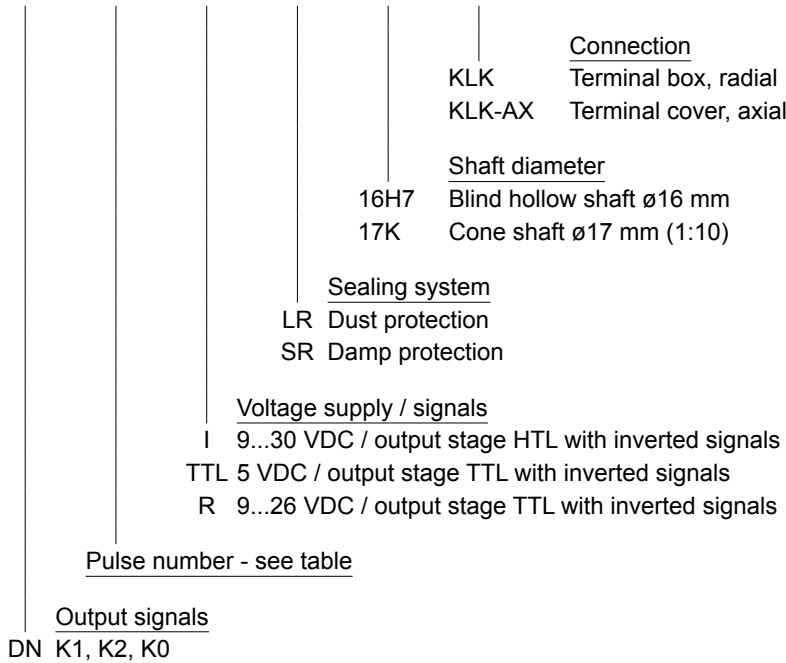 Connection
KLK Terminal box, radial
KLK-AX Terminal cover, axial
Shaft diameter
16H7 Blind hollow shaft ø16 mm
17K Cone shaft ø17 mm (1:10)
Sealing system
LR Dust protection
SR Damp protection
Voltage supply / signals
I 9...30 VDC / output stage HTL with inverted signals
TTL 5 VDC / output stage TTL with inverted signals
R 9...26 VDC / output stage TTL with inverted signals
Pulse number - see table
Output signals
DN K1, K2, K0